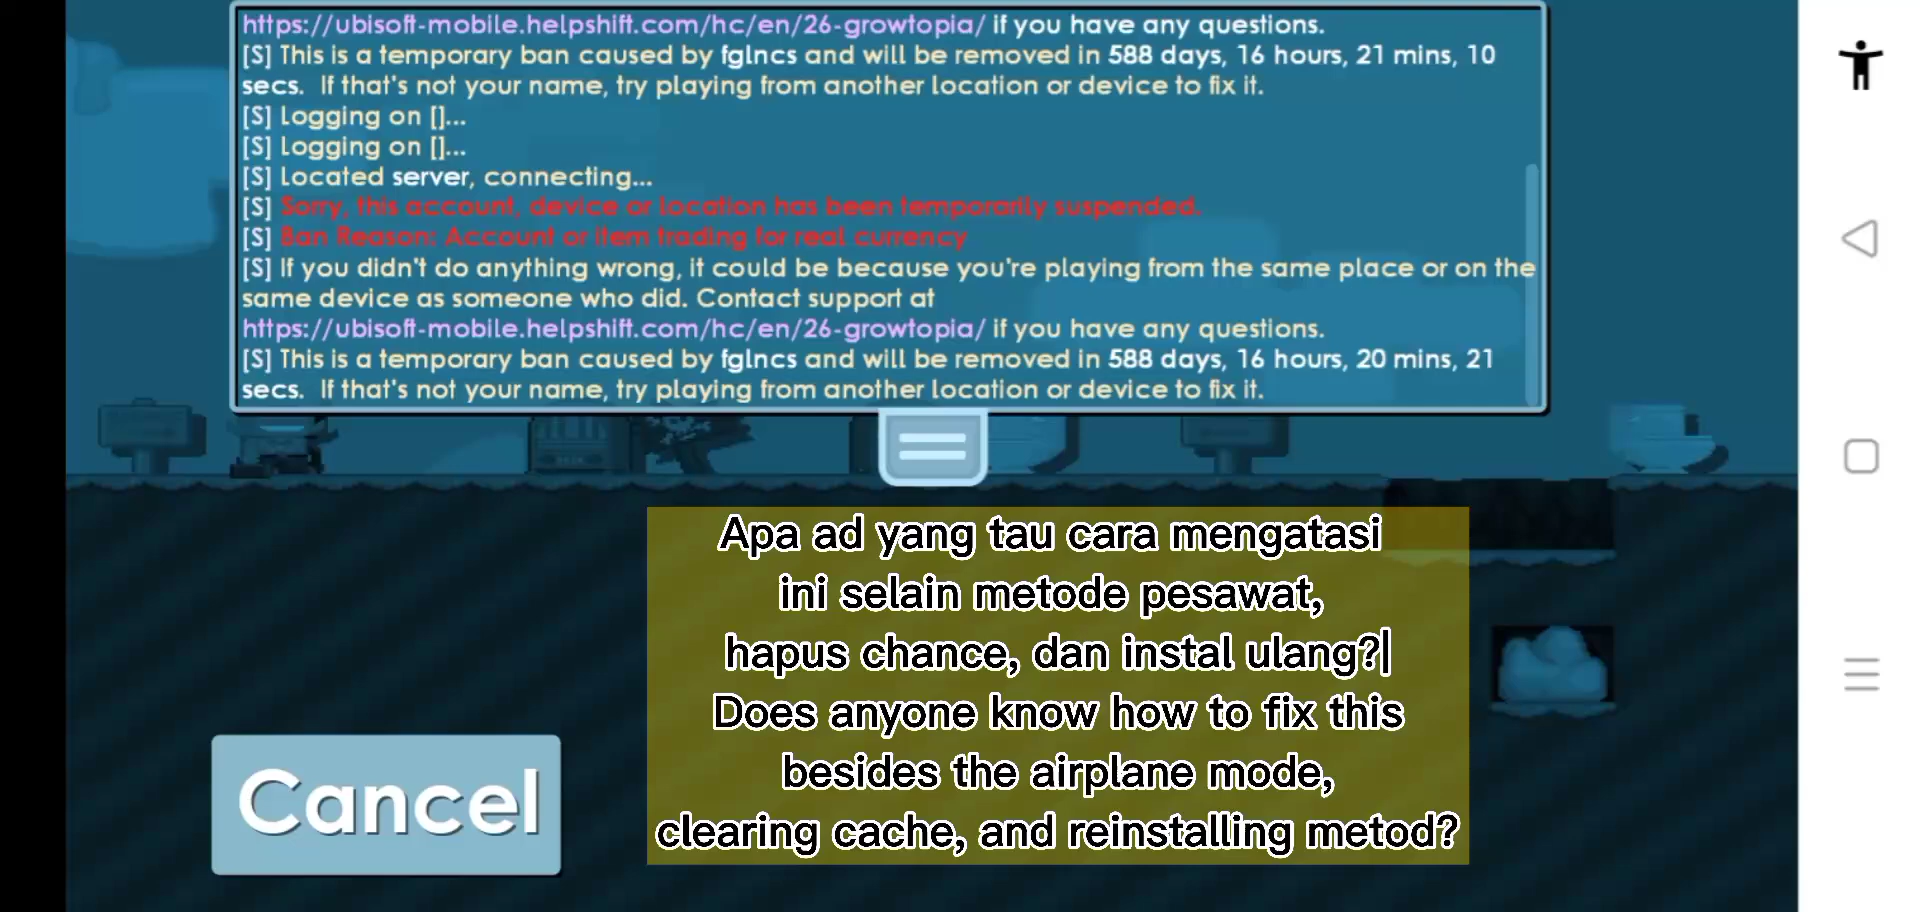 https://ubisoft-mobile.helpshift.com/hc/en/26-growtopia/ if you have any questions.
[S] This is a temporary ban caused by fglncs and will be removed in 588 days, 16 hours, 21 mins, 10
secs.  If that's not your name, try playing from another location or device to fix it.
[S] Logging on []...
[S] Logging on []...
[S] Located server, connecting...
[S] Sorry, this account, device or location has been temporarily suspended.
[S] Ban Reason: Account or item trading for real currency
[S] If you didn't do anything wrong, it could be because you're playing from the same place or on the
same device as someone who did. Contact support at
https://ubisoft-mobile.helpshift.com/hc/en/26-growtopia/ if you have any questions.
[S] This is a temporary ban caused by fglncs and will be removed in 588 days, 16 hours, 20 mins, 21
secs.  If that's not your name, try playing from another location or device to fix it.
Apa ad yang tau cara mengatasi
ini selain metode pesawat,
hapus chance, dan instal ulang?|
Does anyone know how to fix this
besides the airplane mode,
clearing cache, and reinstalling metod?
Cancel